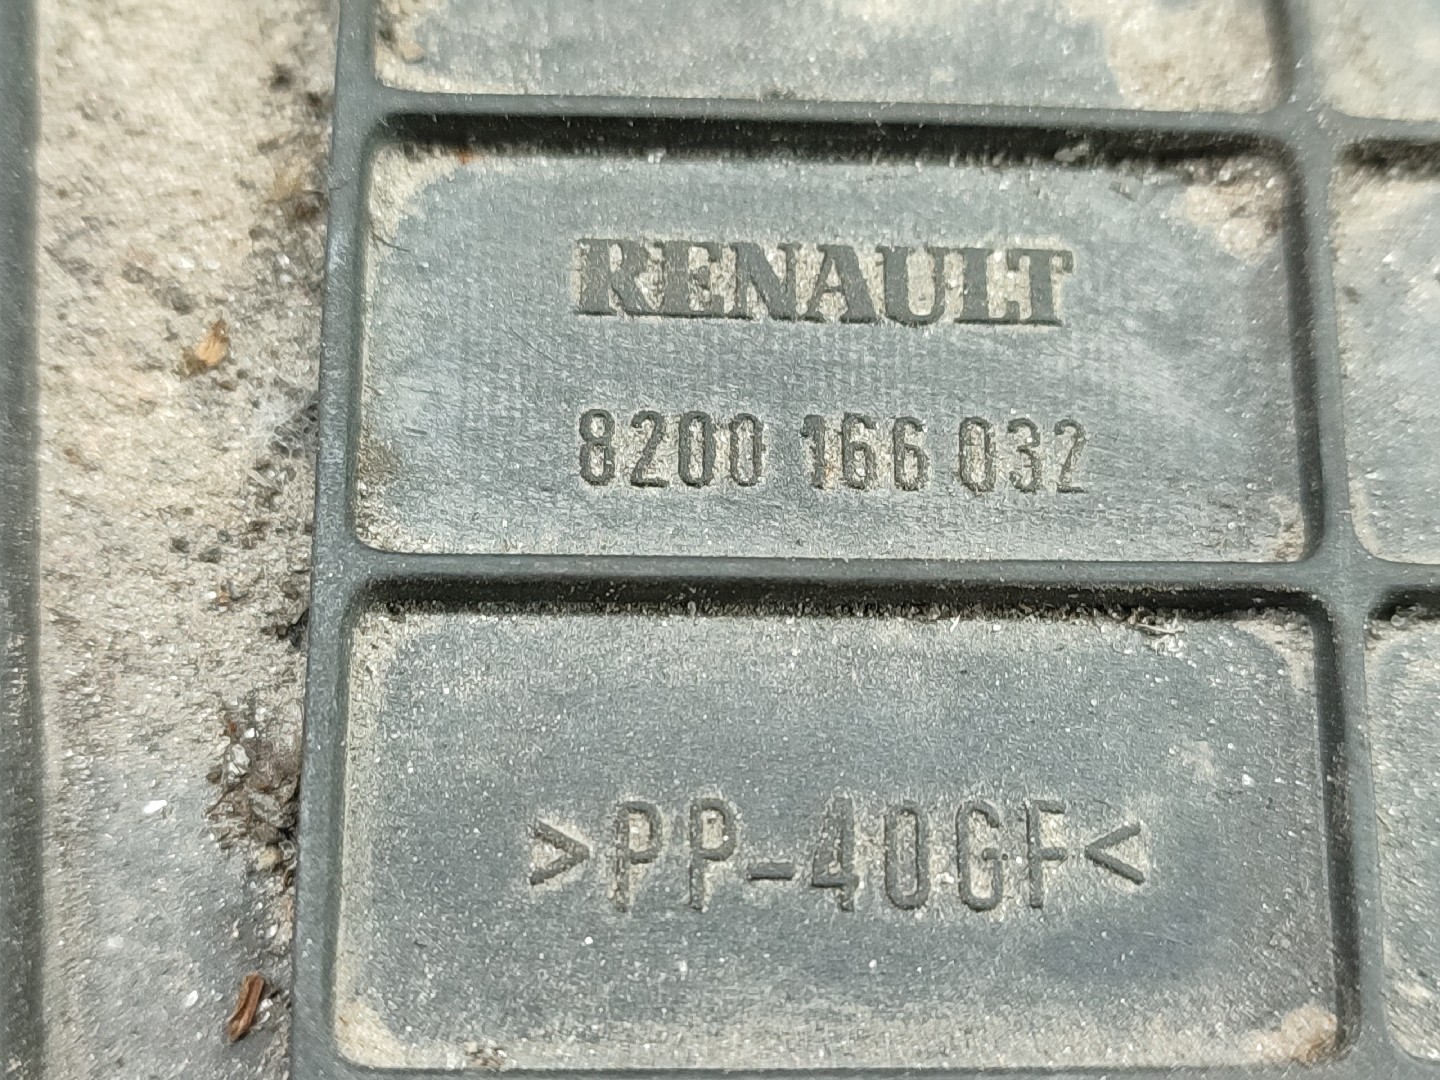 RENAULT
8200 166 032
>PP-40GF<